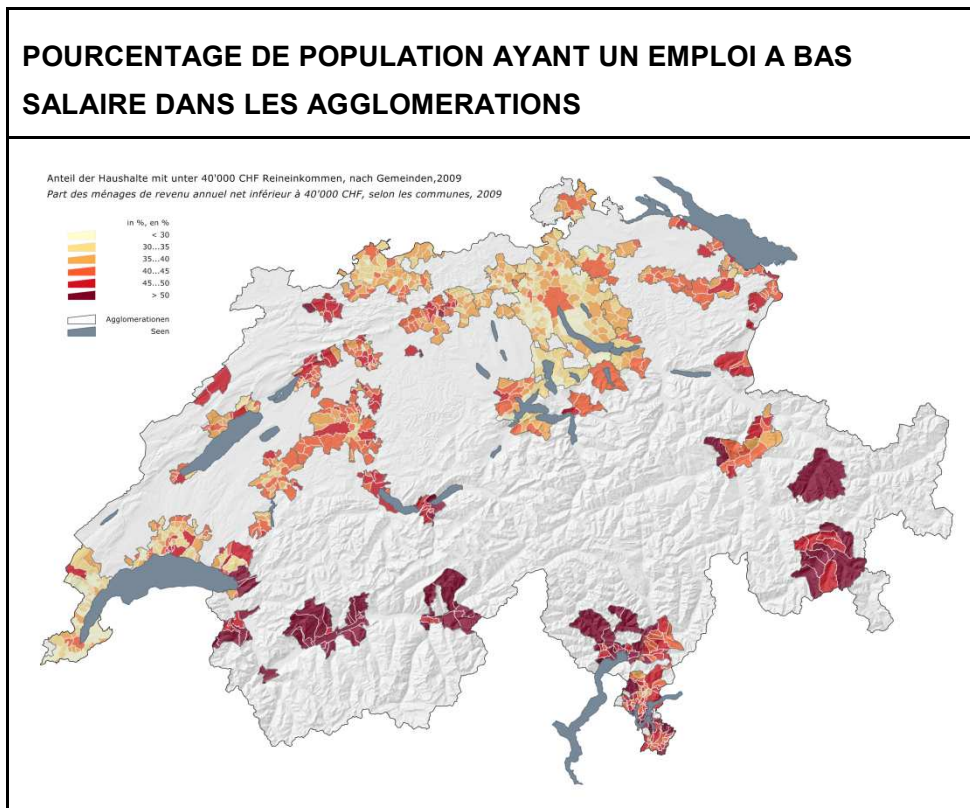 POURCENTAGE DE POPULATION AYANT UN EMPLOI A BAS
SALAIRE DANS LES AGGLOMERATIONS
Anteil der Haushalte mit unter 40'000 CHF Reineinkommen, nach Gemeinden,2009
Part des ménages de revenu annuel net inférieur à 40'000 CHF, selon les communes, 2009
in %, en %
< 30
30...35
35...40
40...45
45...50
> 50
Agglomerationen
Seen